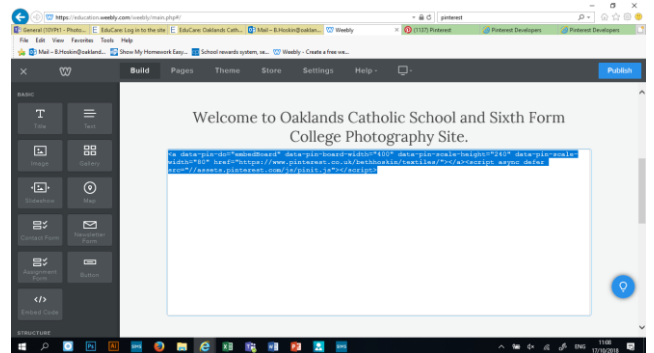 https://education.weebly.com/weebly/main.php#/
pinterest
General (10YPt1 - Photo...
EduCare: Log in to the site
EduCare: Oaklands Cath...
Mail – B.Hoskin@oaklan...
Weebly
(1137) Pinterest
Pinterest Developers
Pinterest Developers
File Edit View Favorites Tools Help
Mail – B.Hoskin@oakland...
Show My Homework Easy...
School rewards system, se...
Weebly - Create a free we...
Build Pages Theme Store Settings Help Publish
BASIC
Title Text
Image Gallery
Slideshow Map
Contact Form Newsletter Form
Assignment Form Button
Embed Code
STRUCTURE
Welcome to Oaklands Catholic School and Sixth Form
College Photography Site.
<a data-pin-do="embedBoard" data-pin-board-width="400" data-pin-scale-height="240" data-pin-scale-
width="80" href="https://www.pinterest.co.uk/bethhoskin/textiles/"></a><script async defer
src="//assets.pinterest.com/js/pinit.js"></script>
ENG
11:08
17/10/2018